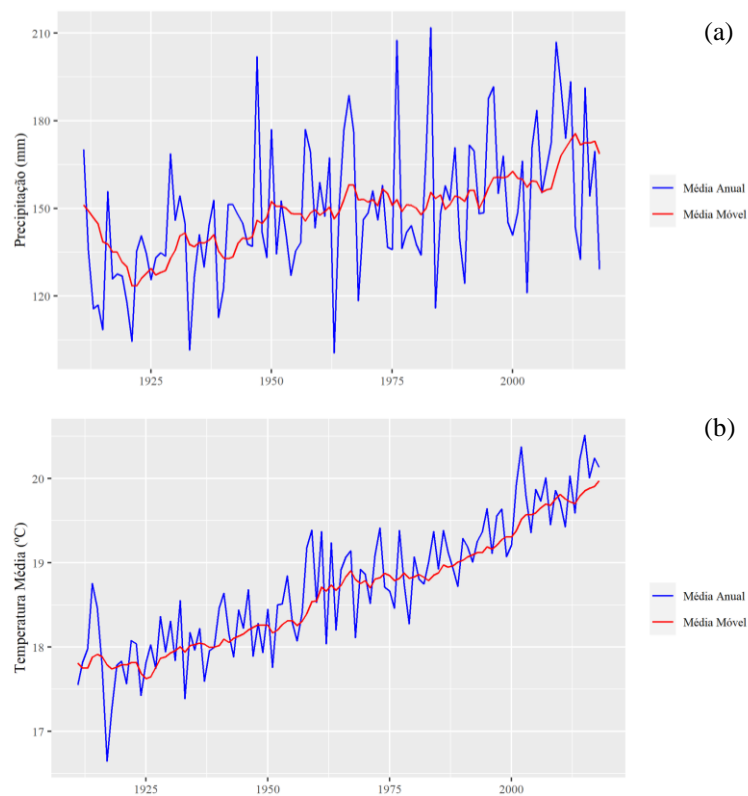 (a)
210
180
150
120
Precipitação (mm)
1925
1950
1975
2000
Média Anual
Média Móvel
(b)
20
19
18
17
Temperatura Média (ºC)
1925
1950
1975
2000
Média Anual
Média Móvel